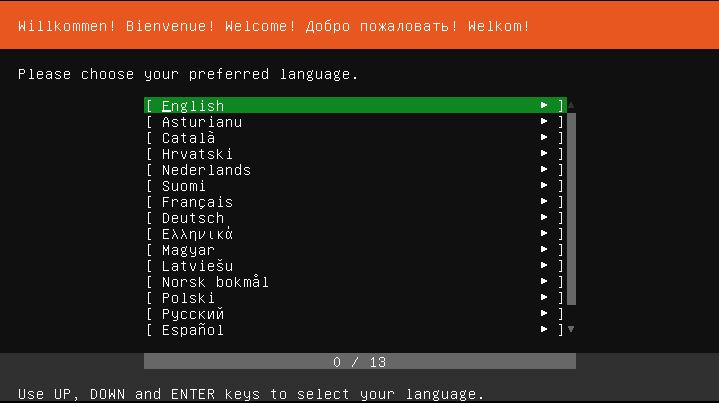 Willkommen! Bienvenue! Welcome! Добро пожаловать! Welkom!
Please choose your preferred language.
[ English ► ]
[ Asturianu ► ]
[ Català ► ]
[ Hrvatski ► ]
[ Nederlands ► ]
[ Suomi ► ]
[ Français ► ]
[ Deutsch ► ]
[ Ελληνικά ► ]
[ Magyar ► ]
[ Latviešu ► ]
[ Norsk bokmål ► ]
[ Polski ► ]
[ Русский ► ]
[ Español ► ]
0 / 13
Use UP, DOWN and ENTER keys to select your language.